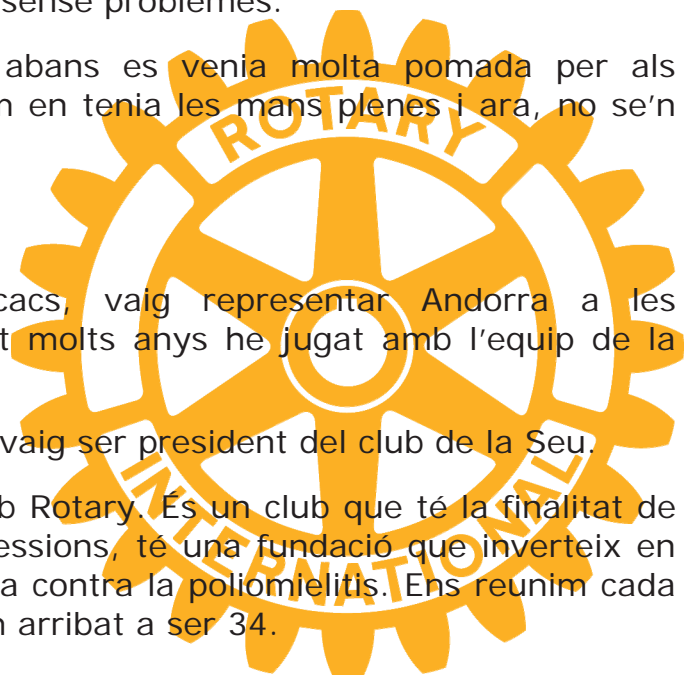 sense problemes.
abans es venia molta pomada per als
en tenia les mans plenes i ara, no se'n
ROTARY
cacs, vaig representar Andorra a les
t molts anys he jugat amb l'equip de la
vaig ser president del club de la Seu.
b Rotary. És un club que té la finalitat de
essions, té una fundació que inverteix en
a contra la poliomielitis. Ens reunim cada
arribat a ser 34.
INTERNATIONAL